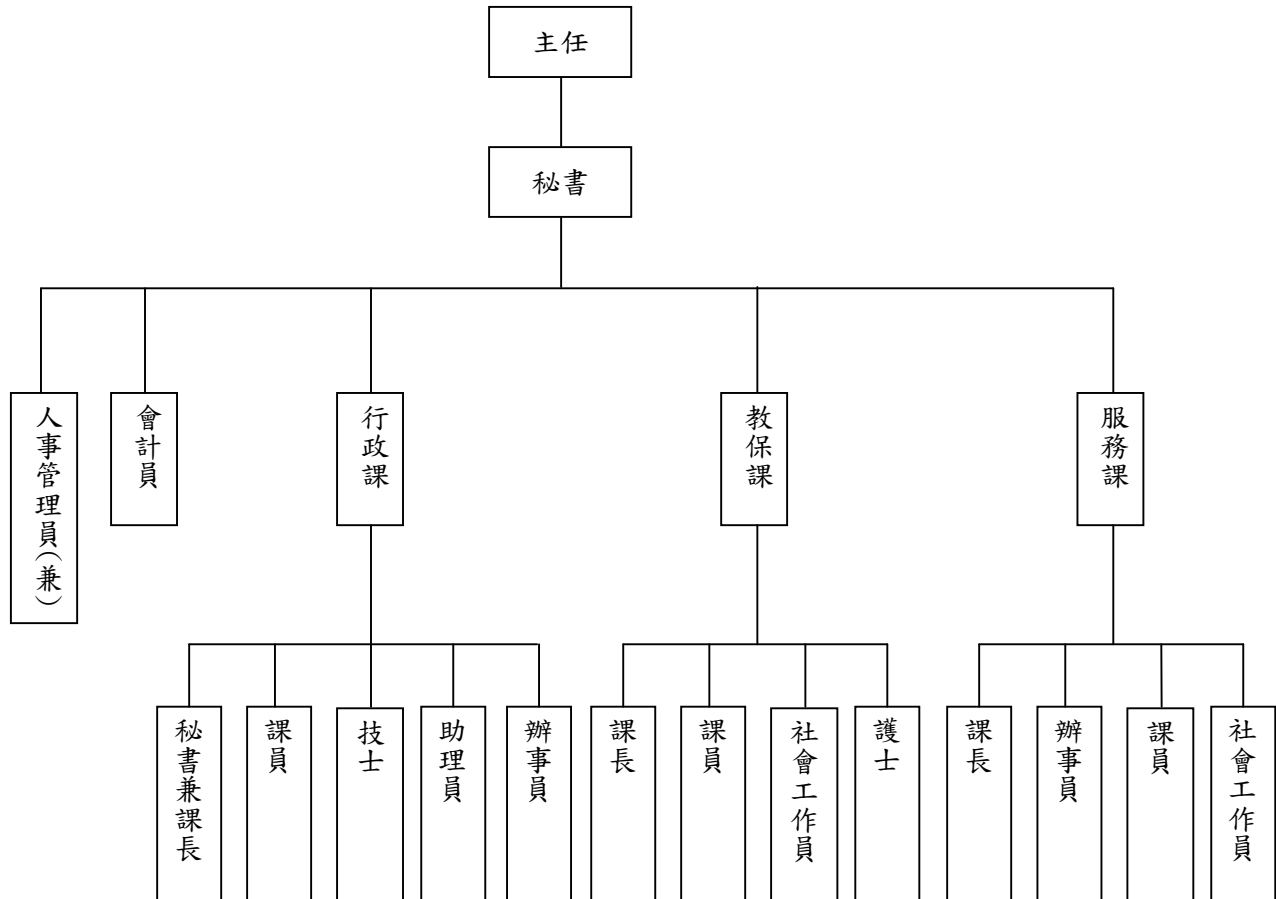 主任
秘書
人事管理員(兼)
會計員
行政課
教保課
服務課
秘書兼課長
課員
技士
助理員
辦事員
課長
課員
社會工作員
護士
課長
辦事員
課員
社會工作員